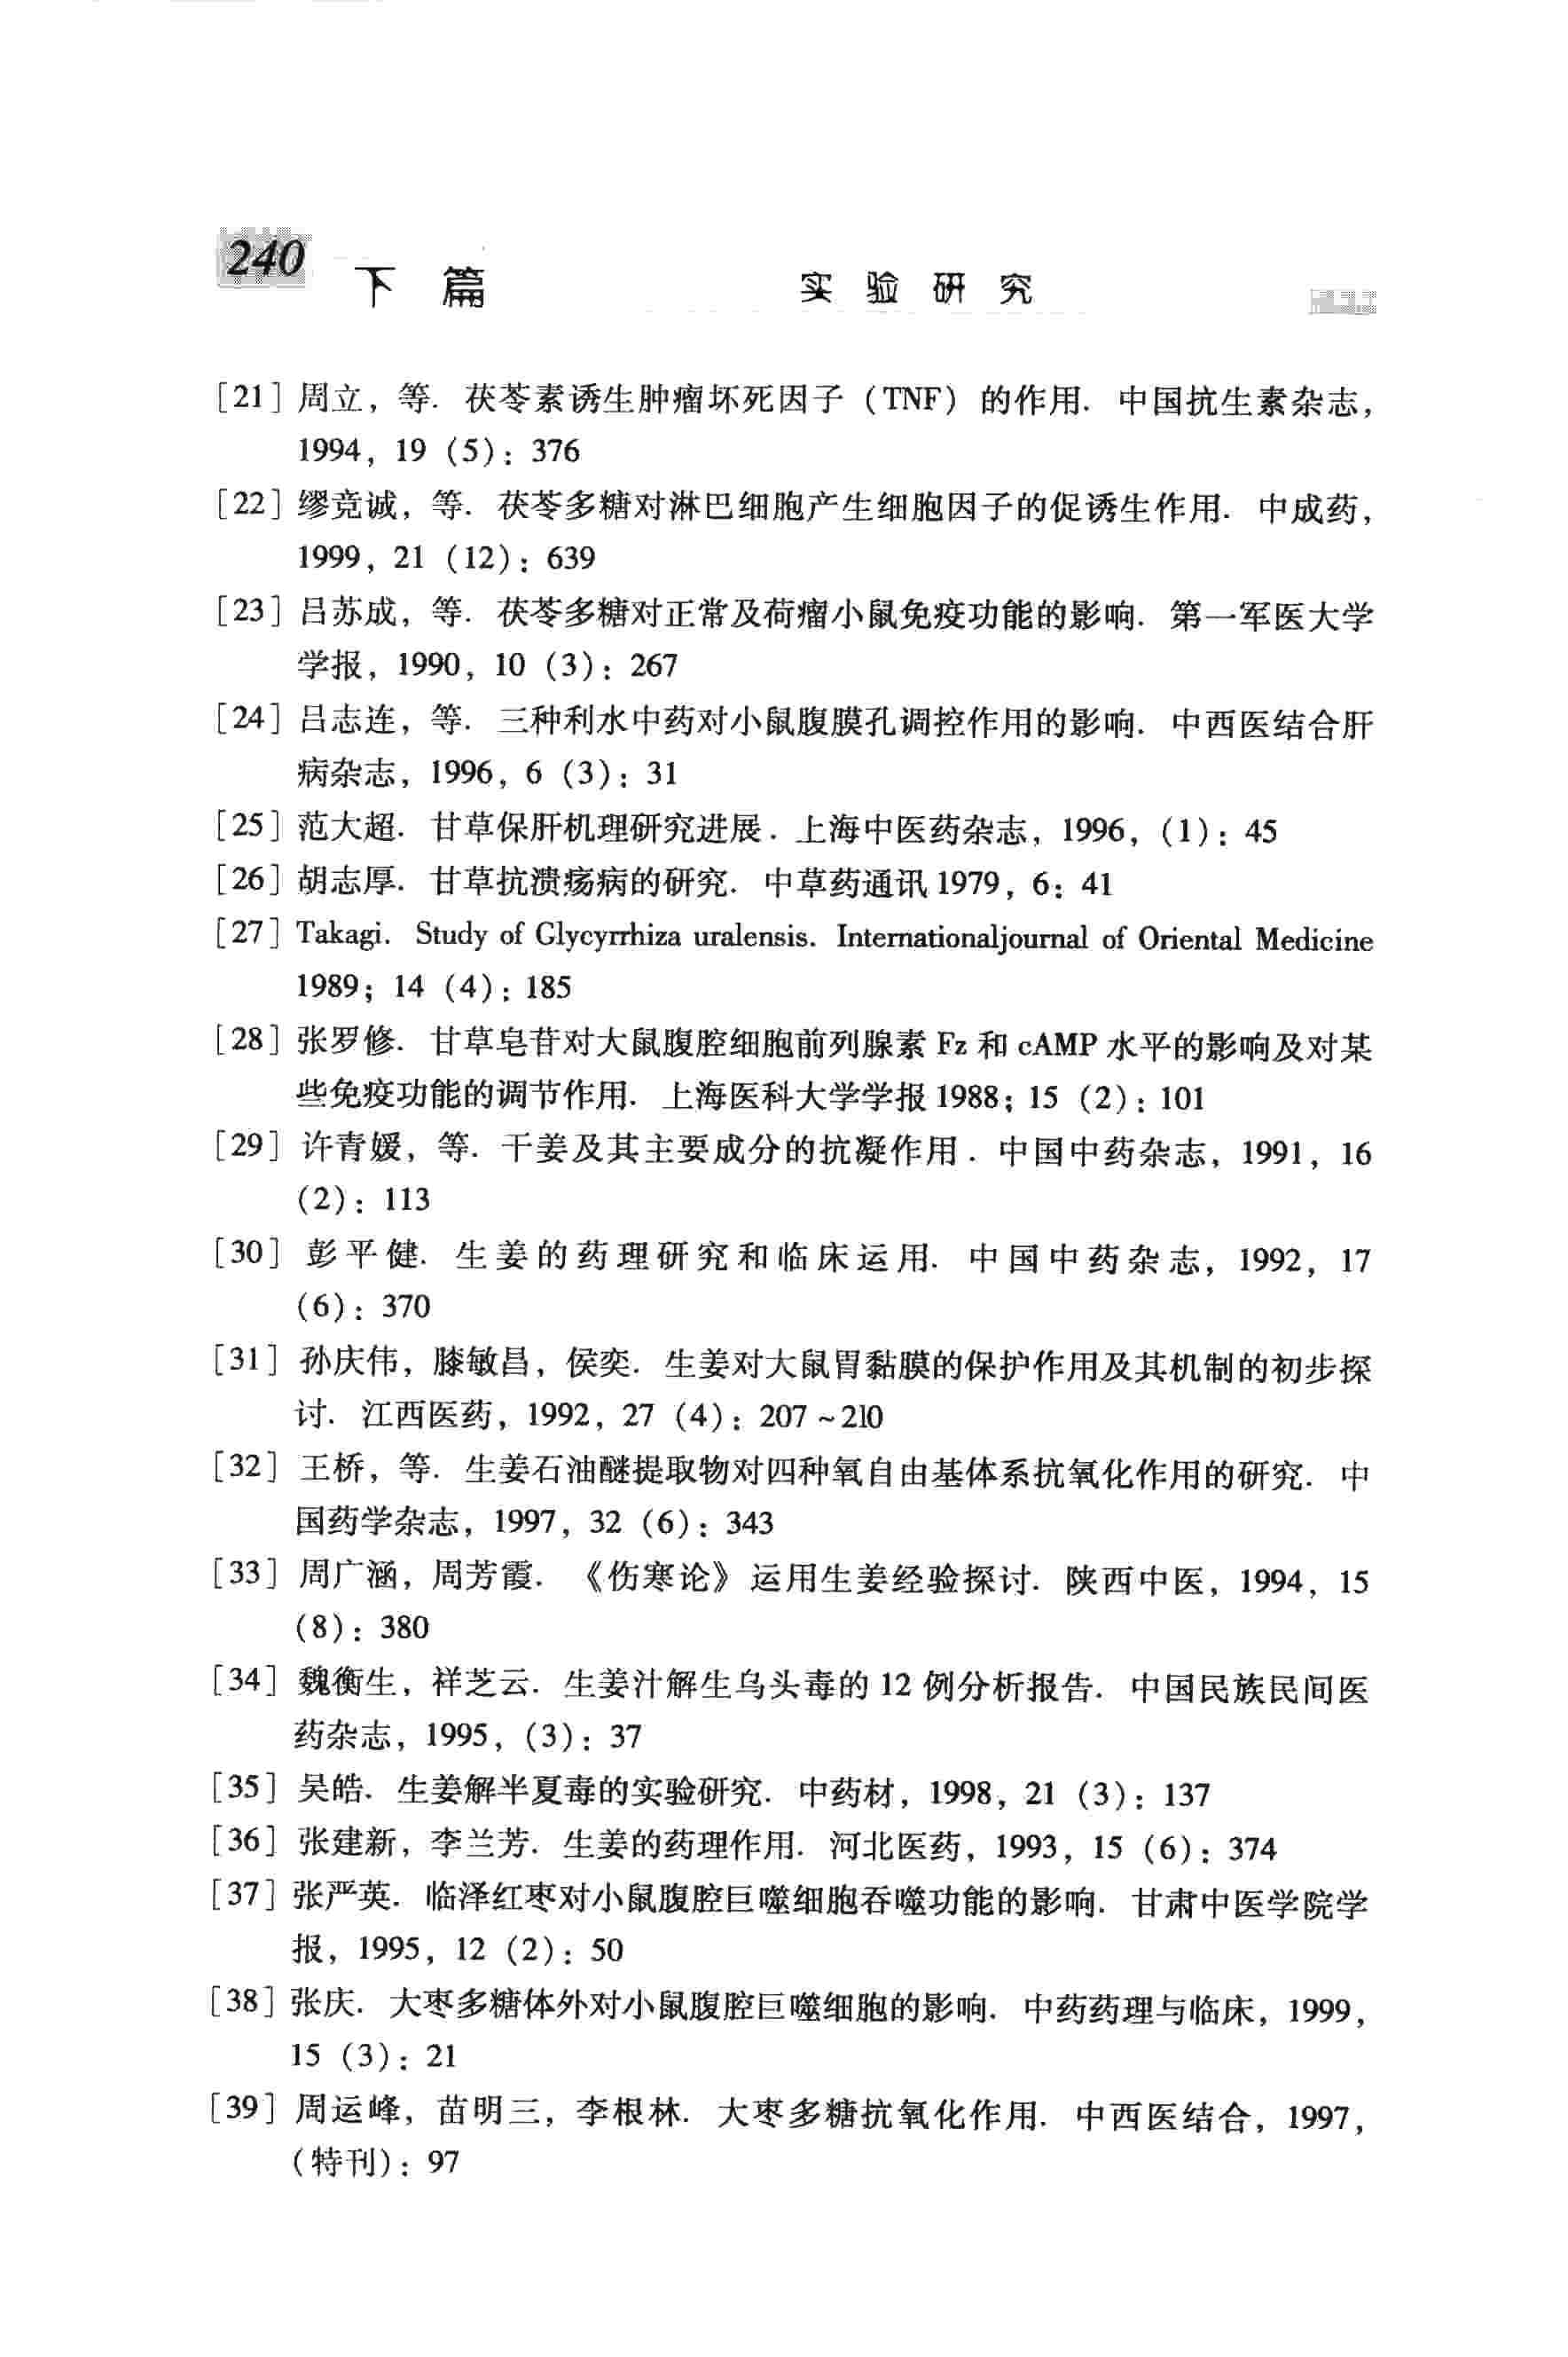 240 下 篇 实 验 研 究
[21] 周立，等. 茯苓素诱生肿瘤坏死因子（TNF）的作用. 中国抗生素杂志，
1994，19（5）：376
[22] 缪竞诚，等. 茯苓多糖对淋巴细胞产生细胞因子的促诱生作用. 中成药，
1999，21（12）：639
[23] 吕苏成，等. 茯苓多糖对正常及荷瘤小鼠免疫功能的影响. 第一军医大学
学报，1990，10（3）：267
[24] 吕志连，等. 三种利水中药对小鼠腹膜孔调控作用的影响. 中西医结合肝
病杂志，1996，6（3）：31
[25] 范大超. 甘草保肝机理研究进展. 上海中医药杂志，1996，（1）：45
[26] 胡志厚. 甘草抗溃疡病的研究. 中草药通讯 1979，6：41
[27] Takagi. Study of Glycyrrhiza uralensis. Internationaljournal of Oriental Medicine
1989；14（4）：185
[28] 张罗修. 甘草皂苷对大鼠腹腔细胞前列腺素 Fz 和 cAMP 水平的影响及对某
些免疫功能的调节作用. 上海医科大学学报 1988；15（2）：101
[29] 许青媛，等. 干姜及其主要成分的抗凝作用. 中国中药杂志，1991，16
（2）：113
[30] 彭平健. 生姜的药理研究和临床运用. 中国中药杂志，1992，17
（6）：370
[31] 孙庆伟，膝敏昌，侯奕. 生姜对大鼠胃黏膜的保护作用及其机制的初步探
讨. 江西医药，1992，27（4）：207～210
[32] 王桥，等. 生姜石油醚提取物对四种氧自由基体系抗氧化作用的研究. 中
国药学杂志，1997，32（6）：343
[33] 周广涵，周芳霞. 《伤寒论》运用生姜经验探讨. 陕西中医，1994，15
（8）：380
[34] 魏衡生，祥芝云. 生姜汁解生乌头毒的 12 例分析报告. 中国民族民间医
药杂志，1995，（3）：37
[35] 吴皓. 生姜解半夏毒的实验研究. 中药材，1998，21（3）：137
[36] 张建新，李兰芳. 生姜的药理作用. 河北医药，1993，15（6）：374
[37] 张严英. 临泽红枣对小鼠腹腔巨噬细胞吞噬功能的影响. 甘肃中医学院学
报，1995，12（2）：50
[38] 张庆. 大枣多糖体外对小鼠腹腔巨噬细胞的影响. 中药药理与临床，1999，
15（3）：21
[39] 周运峰，苗明三，李根林. 大枣多糖抗氧化作用. 中西医结合，1997，
（特刊）：97